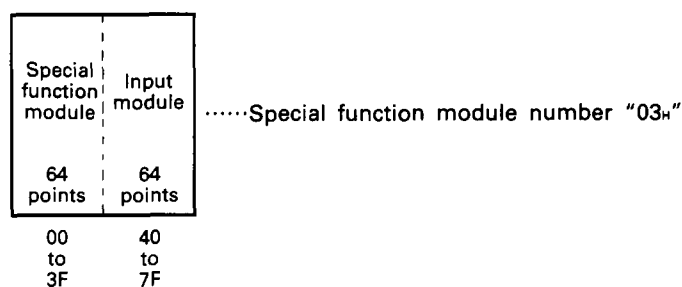 Special
function
module
64
points
00
to
3F
Input
module
64
points
40
to
7F
······Special function module number “03H”